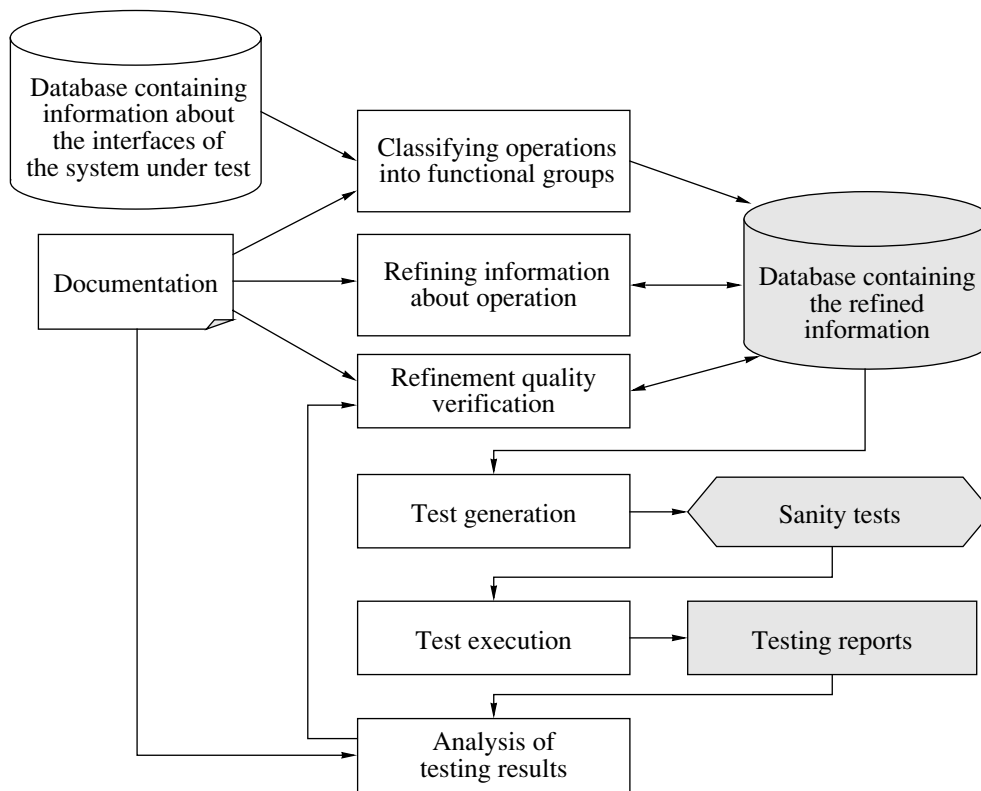 Database containing
information about
the interfaces of
the system under test
Classifying operations
into functional groups
Documentation
Refining information
about operation
Database containing
the refined
information
Refinement quality
verification
Test generation
Sanity tests
Test execution
Testing reports
Analysis of
testing results